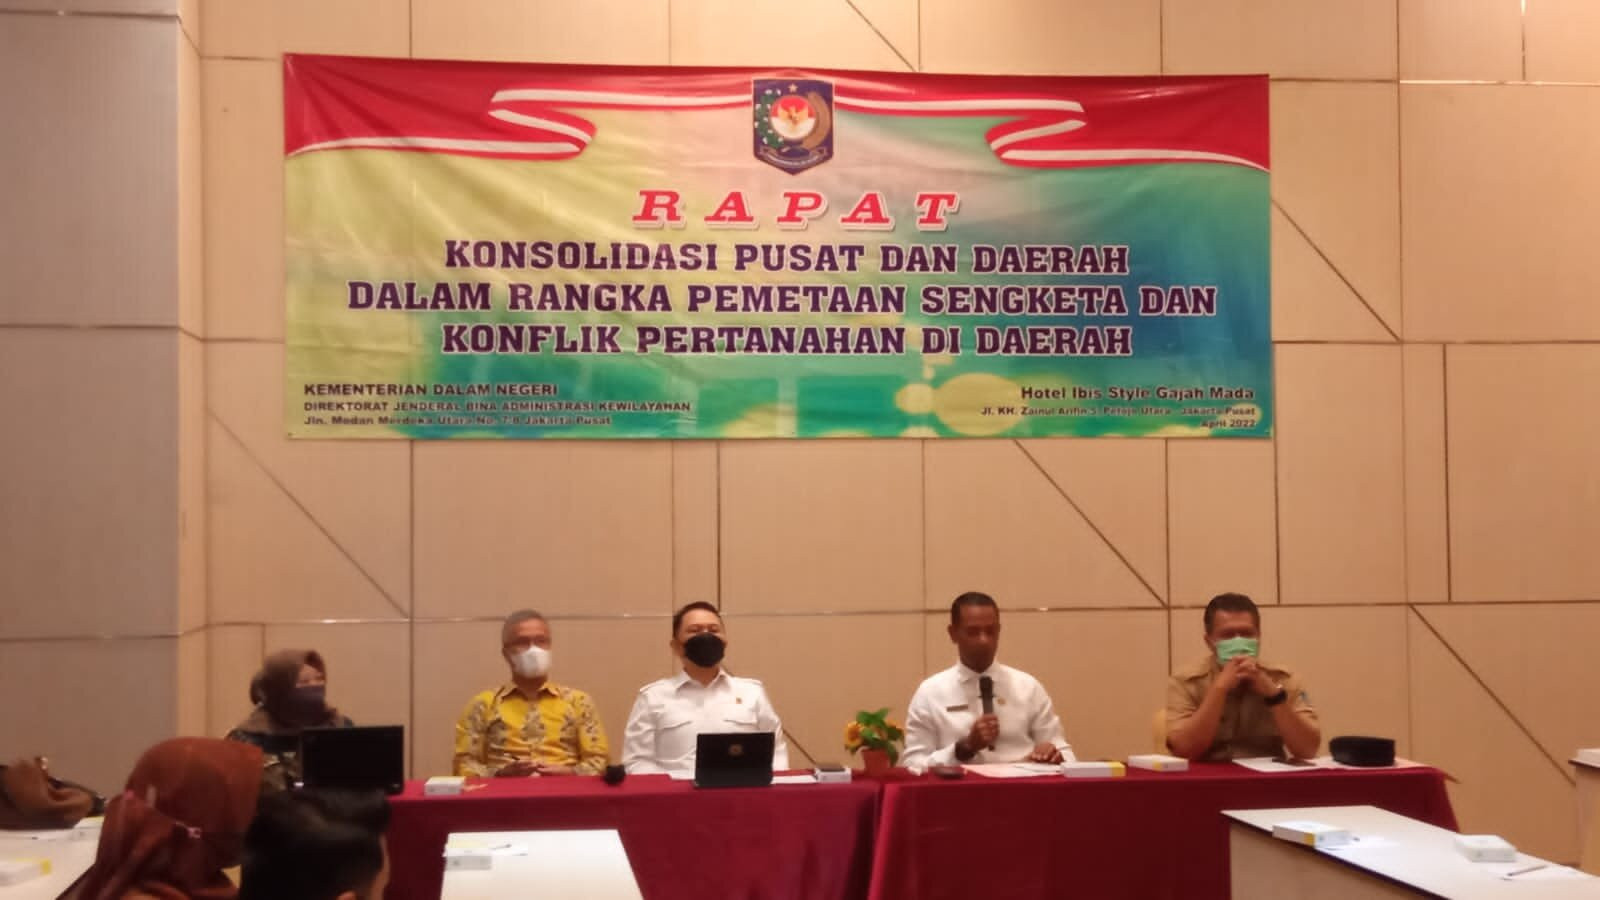 RAPAT
KONSOLIDASI PUSAT DAN DAERAH
DALAM RANGKA PEMETAAN SENGKETA DAN
KONFLIK PERTANAHAN DI DAERAH
KEMENTERIAN DALAM NEGERI
DIREKTORAT JENDERAL BINA ADMINISTRASI KEWILAYAHAN
Jln. Medan Merdeka Utara No. 7-8 Jakarta Pusat
Hotel Ibis Style Gajah Mada
Jl. KH. Zainul Arifin 5, Petojo Utara - Jakarta Pusat
April 2022